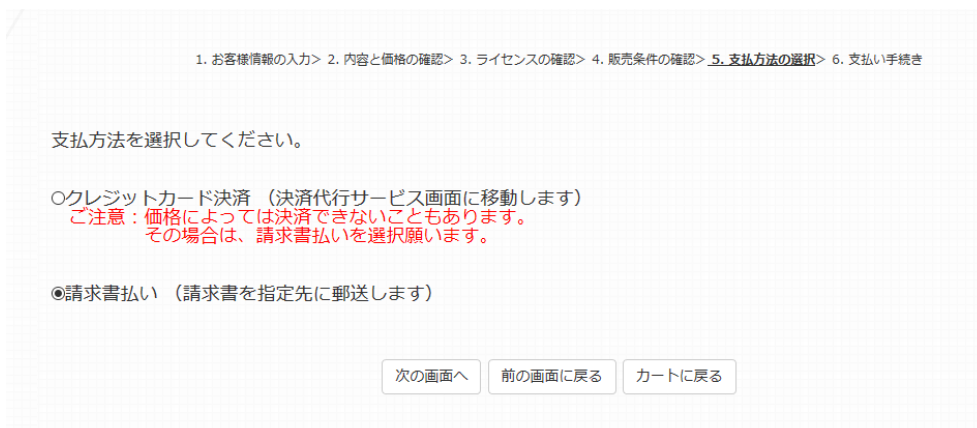 1. お客様情報の入力> 2. 内容と価格の確認> 3. ライセンスの確認> 4. 販売条件の確認> 5. 支払方法の選択> 6. 支払い手続き
支払方法を選択してください。
クレジットカード決済 （決済代行サービス画面に移動します）
ご注意：価格によっては決済できないこともあります。
その場合は、請求書払いを選択願います。
請求書払い （請求書を指定先に郵送します）
次の画面へ 前の画面に戻る カートに戻る